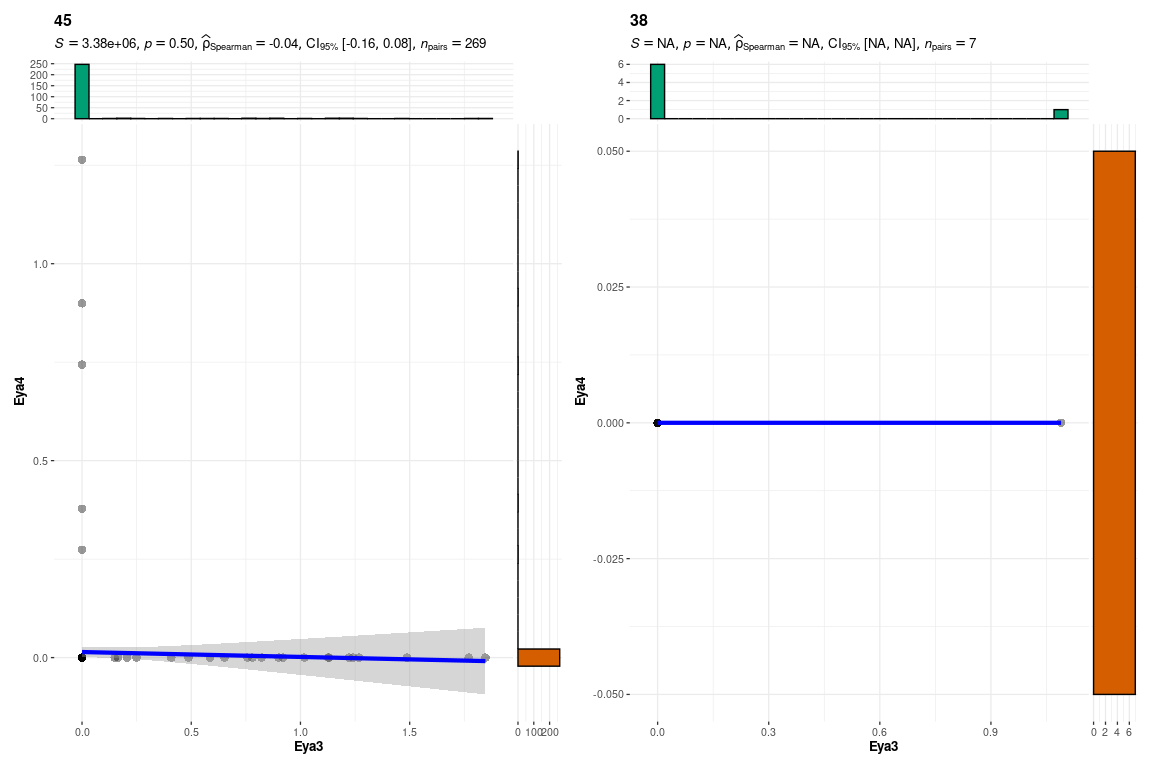 45
S = 3.38e+06, p = 0.50, ρ̂Spearman = -0.04, CI95% [-0.16, 0.08], npairs = 269
250
200
150
100
50
0
1.0
0.5
0.0
Eya4
0.0 0.5 1.0 1.5
0 100 200
Eya3
38
S = NA, p = NA, ρ̂Spearman = NA, CI95% [NA, NA], npairs = 7
6
4
2
0
0.050
0.025
0.000
-0.025
-0.050
Eya4
0.0 0.3 0.6 0.9
0 2 4 6
Eya3